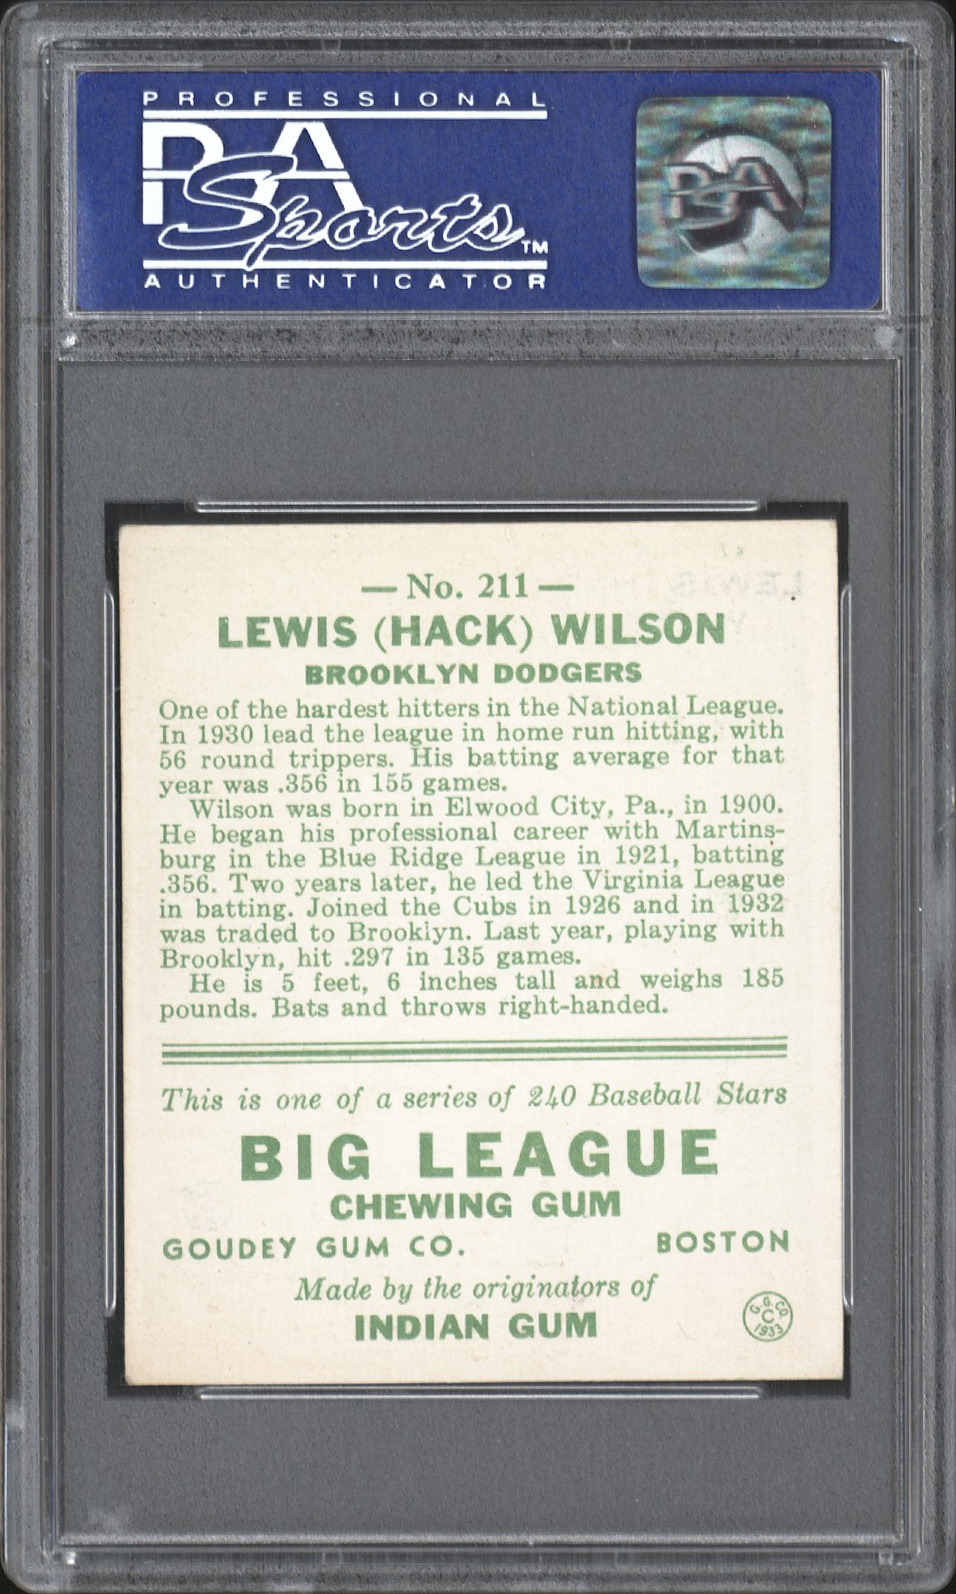 PROFESSIONAL
PSA
Sports™
AUTHENTICATOR
PSA
— No. 211 —
LEWIS (HACK) WILSON
BROOKLYN DODGERS
One of the hardest hitters in the National League.
In 1930 lead the league in home run hitting, with
56 round trippers. His batting average for that
year was .356 in 155 games.
Wilson was born in Elwood City, Pa., in 1900.
He began his professional career with Martins-
burg in the Blue Ridge League in 1921, batting
.356. Two years later, he led the Virginia League
in batting. Joined the Cubs in 1926 and in 1932
was traded to Brooklyn. Last year, playing with
Brooklyn, hit .297 in 135 games.
He is 5 feet, 6 inches tall and weighs 185
pounds. Bats and throws right-handed.
This is one of a series of 240 Baseball Stars
BIG LEAGUE
CHEWING GUM
GOUDEY GUM CO. BOSTON
Made by the originators of
INDIAN GUM
G.G.CO.
C
1933